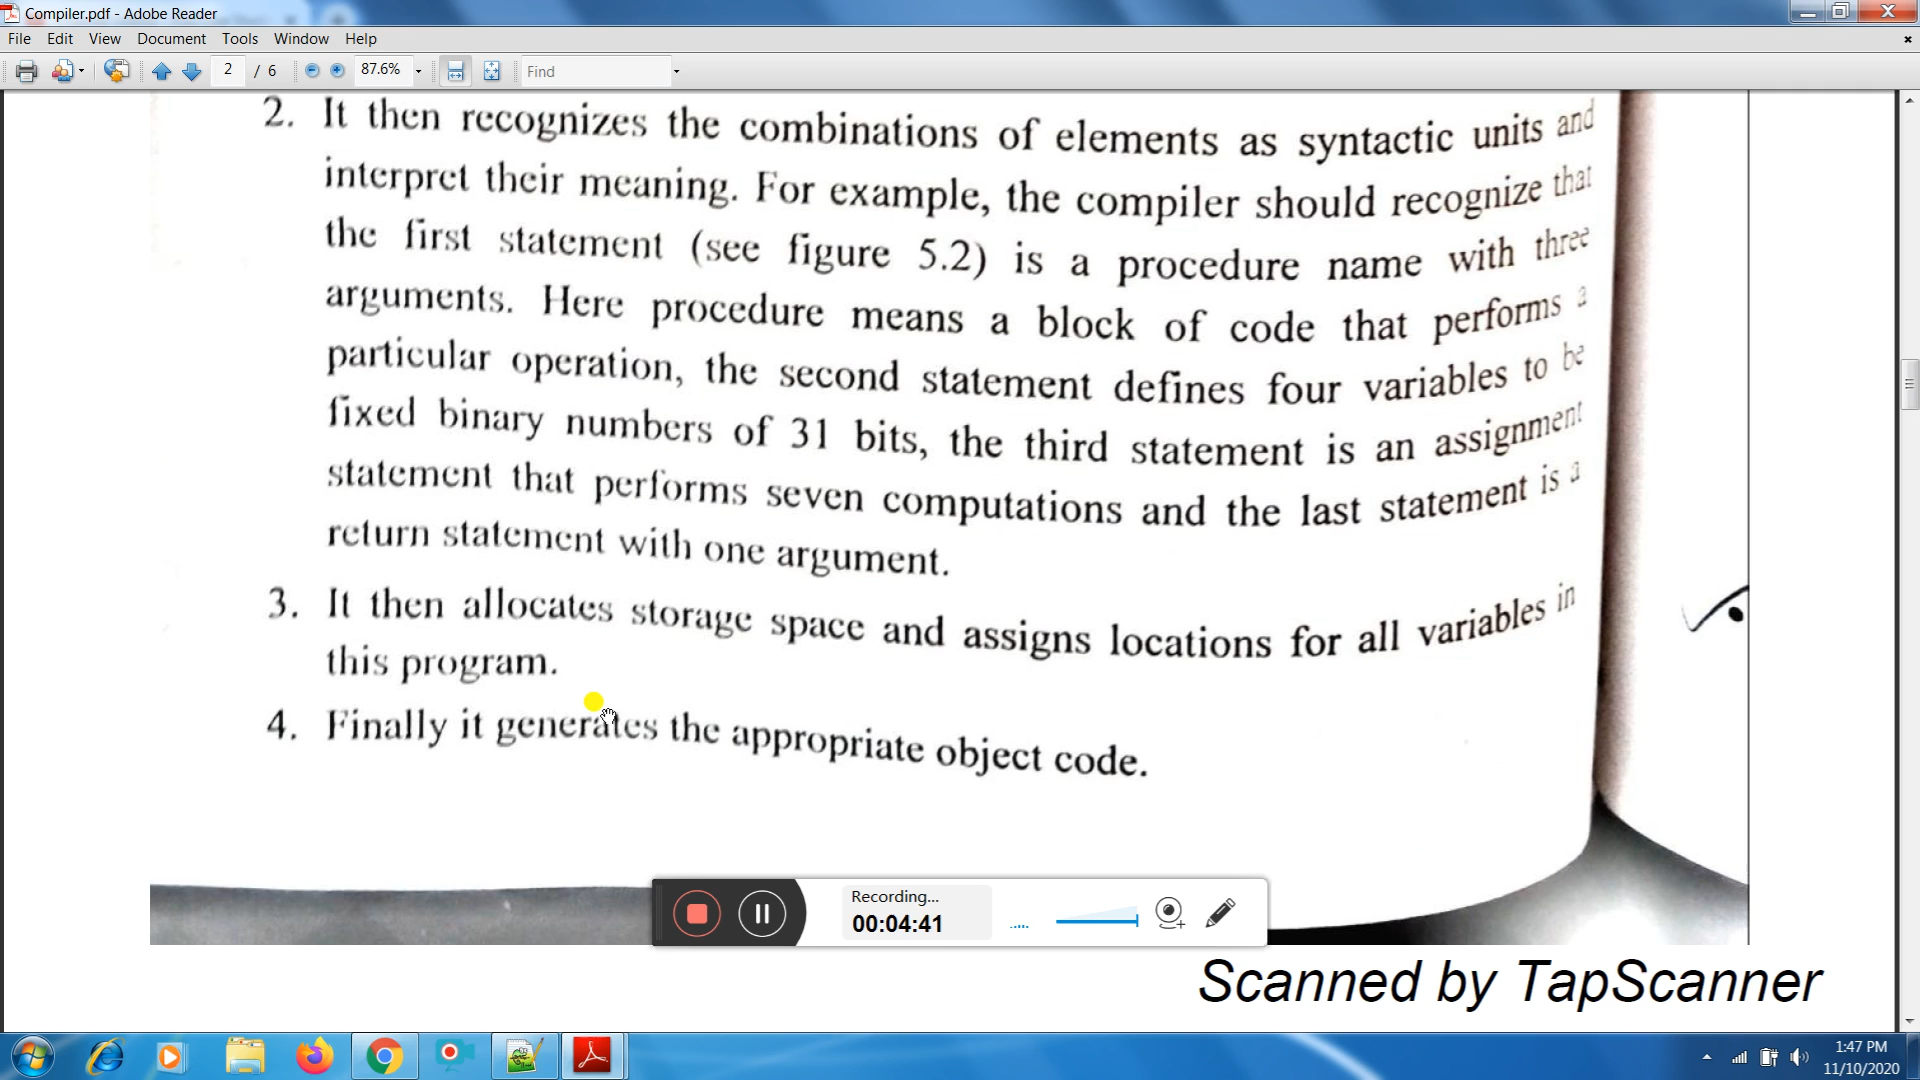 Compiler.pdf - Adobe Reader
File Edit View Document Tools Window Help
2 / 6 87.6% Find
2. It then recognizes the combinations of elements as syntactic units and
interpret their meaning. For example, the compiler should recognize that
the first statement (see figure 5.2) is a procedure name with three
arguments. Here procedure means a block of code that performs a
particular operation, the second statement defines four variables to be
fixed binary numbers of 31 bits, the third statement is an assignment
statement that performs seven computations and the last statement is a
return statement with one argument.
3. It then allocates storage space and assigns locations for all variables in
this program.
4. Finally it generates the appropriate object code.
Recording...
00:04:41
Scanned by TapScanner
1:47 PM
11/10/2020